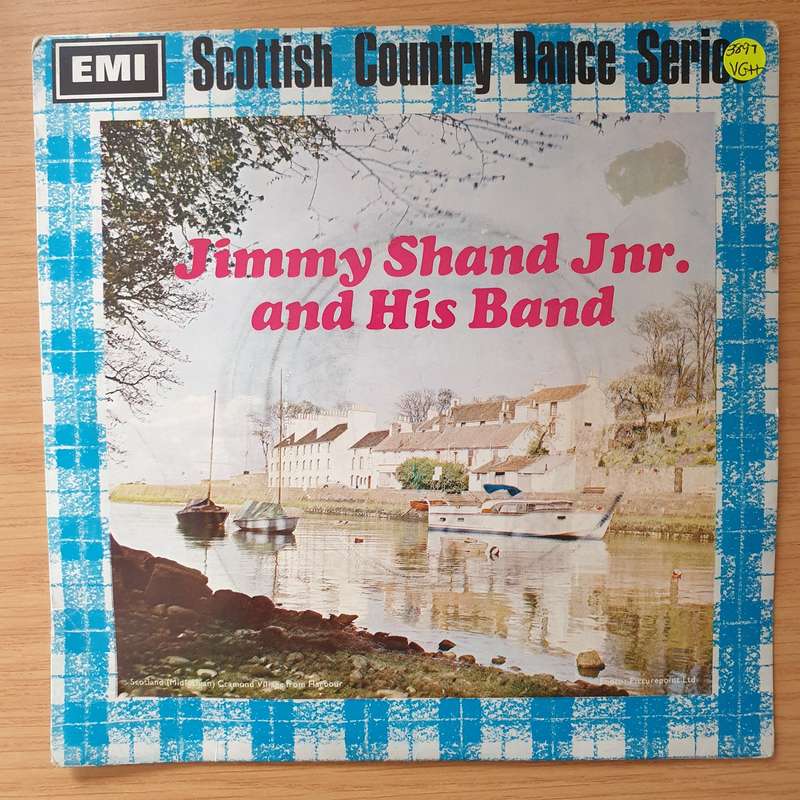 EMI
Scottish Country Dance Serie
3897
VG++
Jimmy Shand Jnr.
and His Band
Scotland (Midlothian) Cramond Village from Harbour
Picturepoint Ltd.